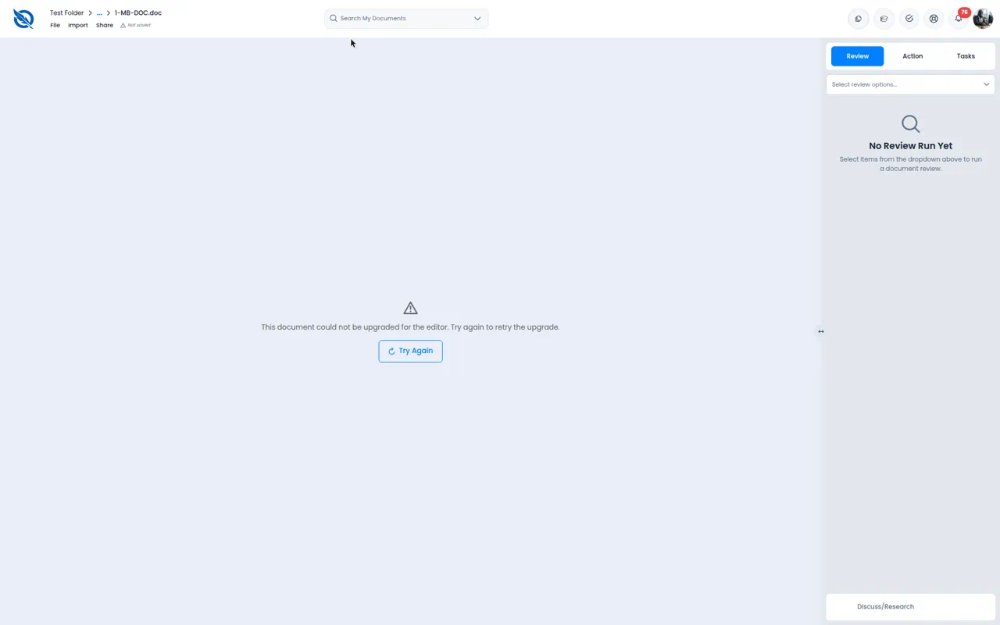 Test Folder > ... > 1-MB-DOC.doc
File Import Share Not saved
Search My Documents
76
Review Action Tasks
Select review options...
No Review Run Yet
Select items from the dropdown above to run
a document review.
This document could not be upgraded for the editor. Try again to retry the upgrade.
Try Again
Discuss/Research